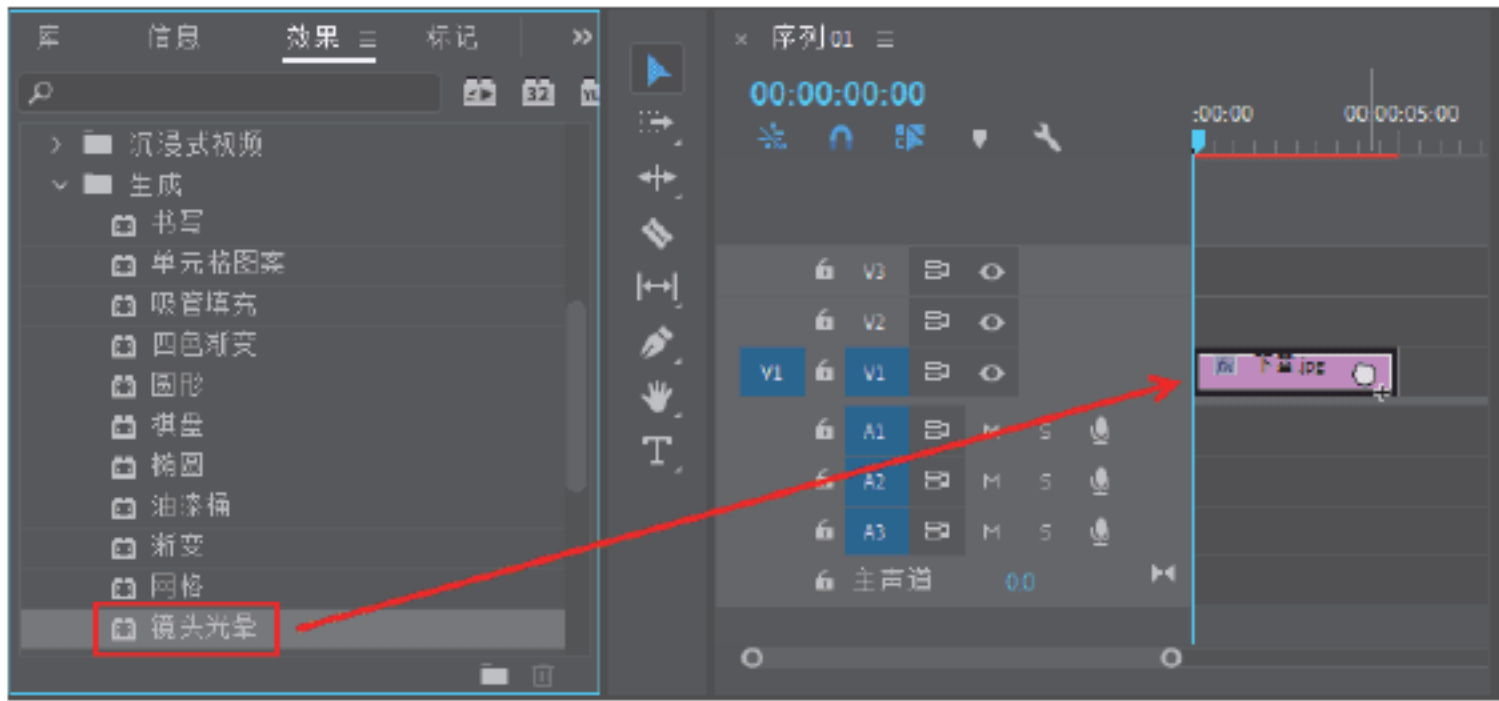 库 信息 效果 标记
32
沉浸式视频
生成
书写
单元格图案
吸管填充
四色渐变
圆形
棋盘
椭圆
油漆桶
渐变
网格
镜头光晕
序列 01
00:00:00:00
:00:00 00:00:05:00
V3
V2
V1 V1 fx .jpg
A1 M S
A2 M S
A3 M S
主声道 0.0